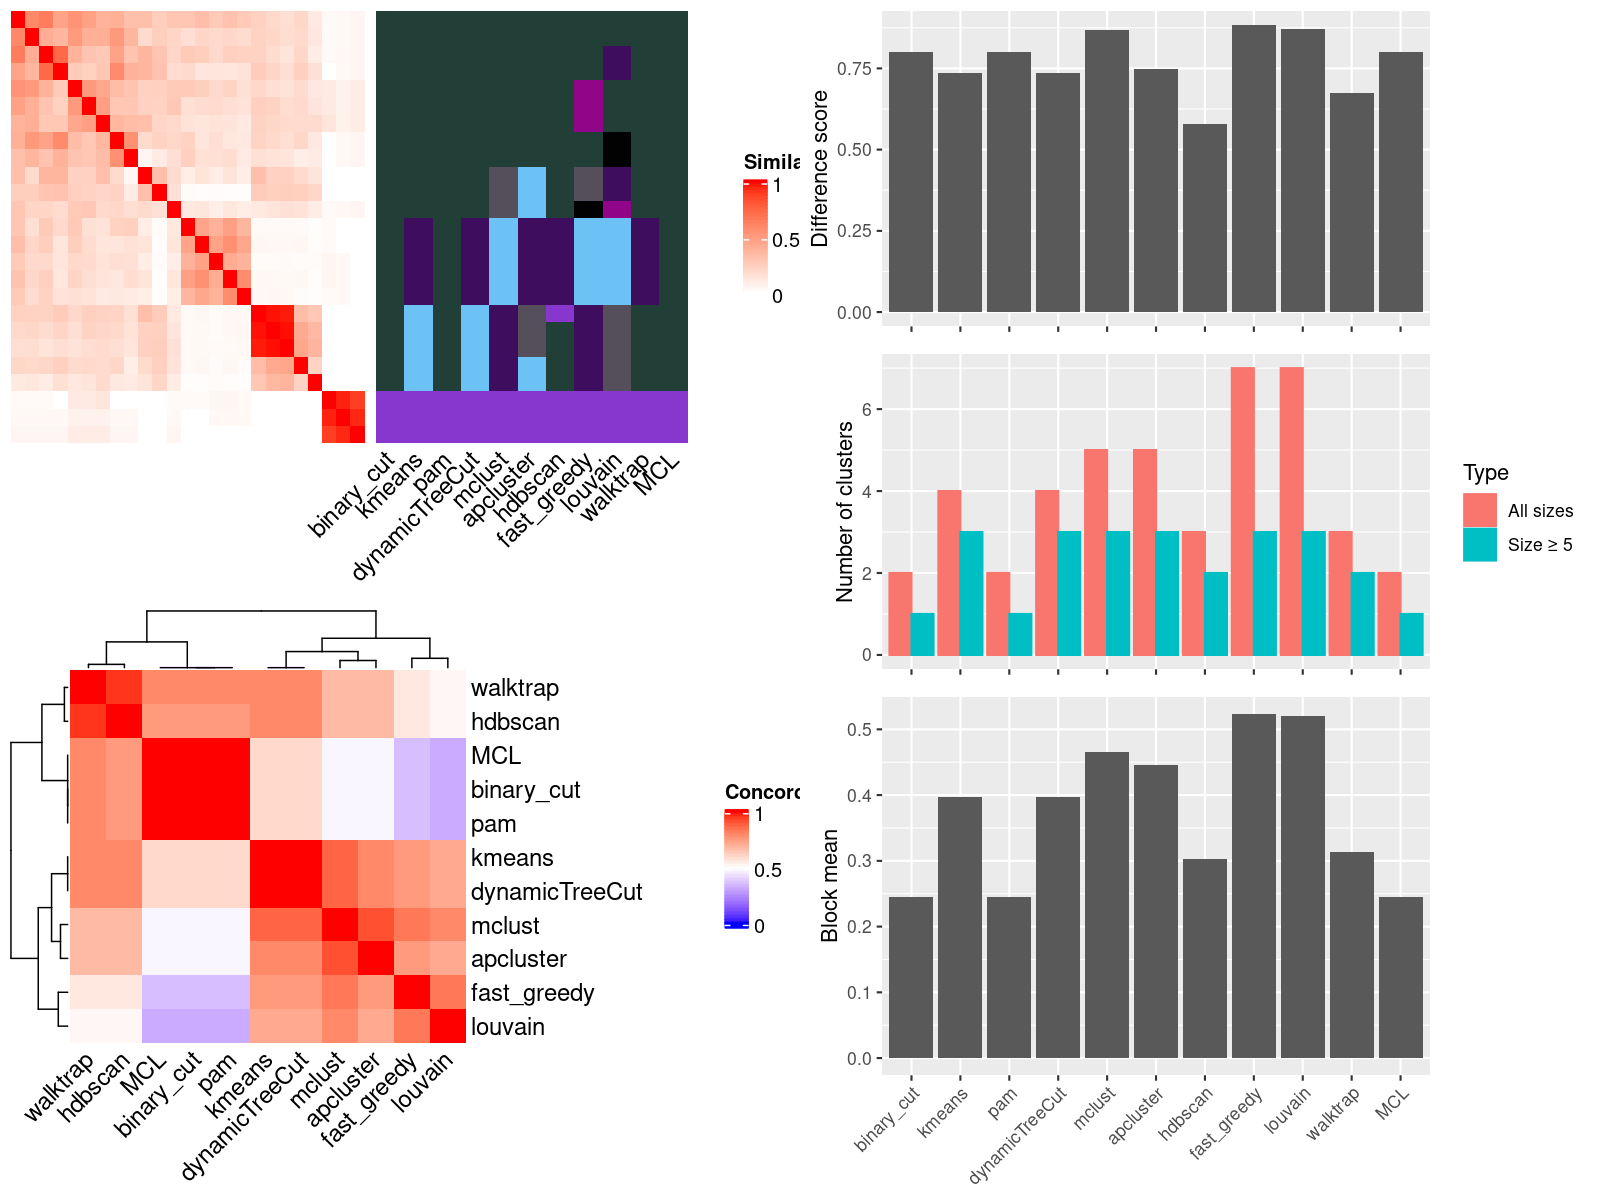 Simila
1
0.5
0
binary_cut
kmeans
pam
dynamicTreeCut
mclust
apcluster
hdbscan
fast_greedy
louvain
walktrap
MCL
walktrap
hdbscan
MCL
binary_cut
pam
kmeans
dynamicTreeCut
mclust
apcluster
fast_greedy
louvain
walktrap
hdbscan
MCL
binary_cut
pam
kmeans
dynamicTreeCut
mclust
apcluster
fast_greedy
louvain
Concord
1
0.5
0
Difference score
0.75
0.50
0.25
0.00
Number of clusters
6
4
2
0
Type
All sizes
Size ≥ 5
Block mean
0.5
0.4
0.3
0.2
0.1
0.0
binary_cut
kmeans
pam
dynamicTreeCut
mclust
apcluster
hdbscan
fast_greedy
louvain
walktrap
MCL